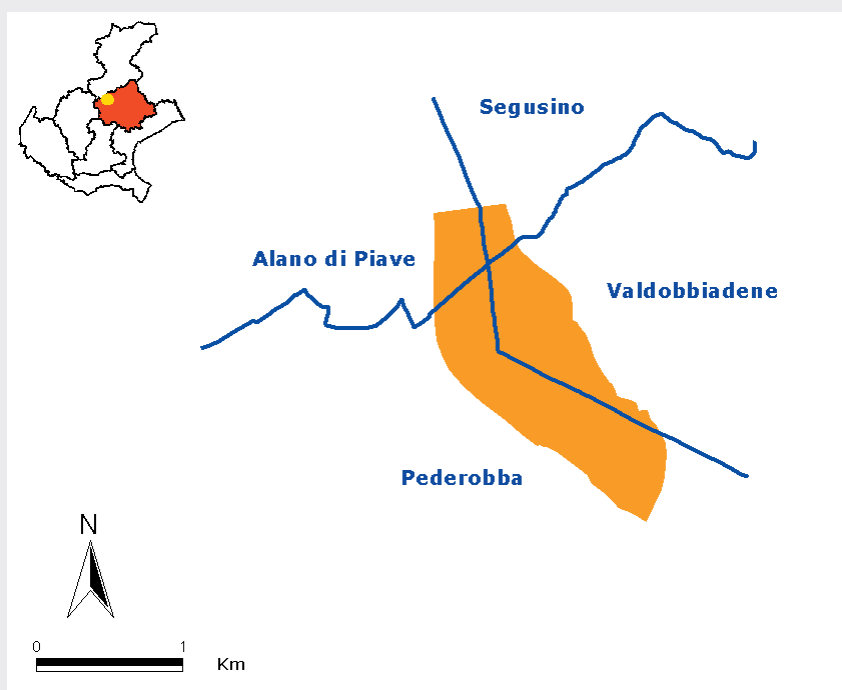 Segusino
Alano di Piave
Valdobbiadene
Pederobba
N
0 1
Km